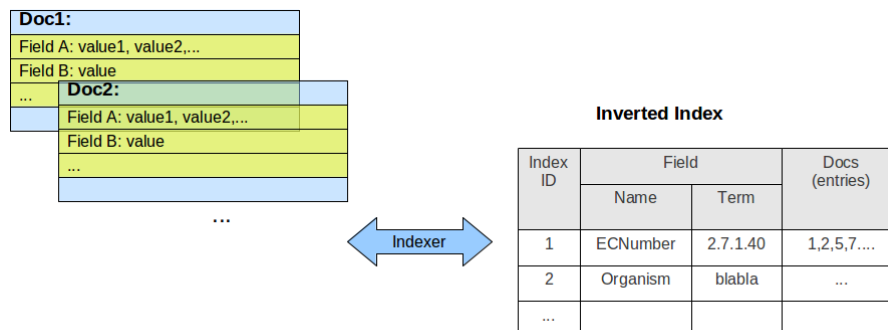 Doc1:
Field A: value1, value2,...
Field B: value
...
Doc2:
Field A: value1, value2,...
Field B: value
...
...
Indexer
Inverted Index
Index ID Field Docs (entries)
Name Term
1 ECNumber 2.7.1.40 1,2,5,7....
2 Organism blabla ...
...